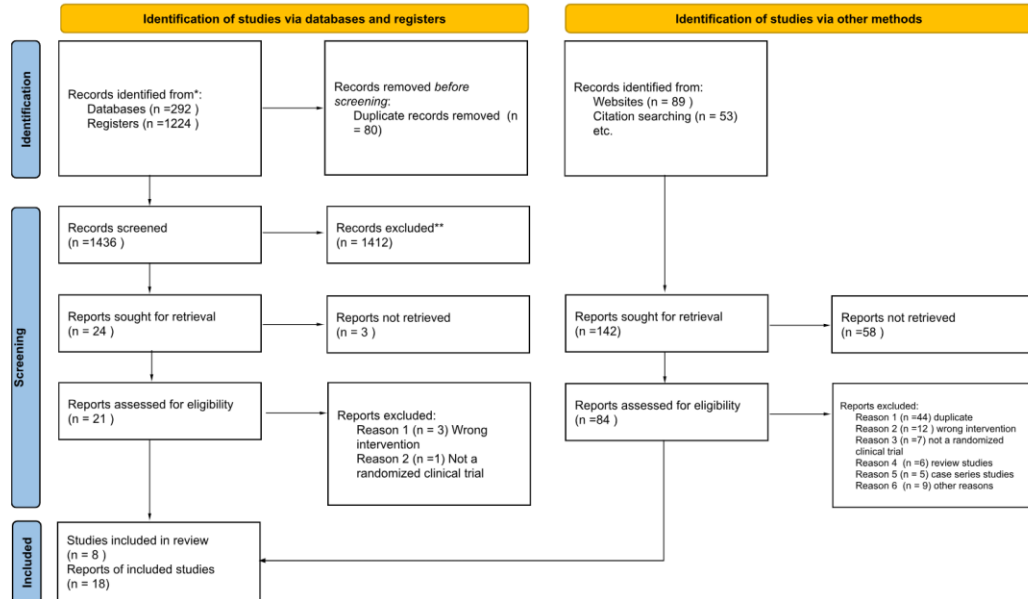 Identification of studies via databases and registers
Identification of studies via other methods
Identification
Records identified from*:
Databases (n =292 )
Registers (n =1224 )
Records removed before
screening:
Duplicate records removed (n
= 80)
Records identified from:
Websites (n = 89 )
Citation searching (n = 53)
etc.
Screening
Records screened
(n =1436 )
Records excluded**
(n = 1412)
Reports sought for retrieval
(n = 24 )
Reports not retrieved
(n = 3 )
Reports sought for retrieval
(n =142)
Reports not retrieved
(n =58 )
Reports assessed for eligibility
(n = 21 )
Reports excluded:
Reason 1 (n = 3) Wrong
intervention
Reason 2 (n =1) Not a
randomized clinical trial
Reports assessed for eligibility
(n =84)
Reports excluded:
Reason 1 (n =44) duplicate
Reason 2 (n =12 ) wrong intervention
Reason 3 (n =7) not a randomized
clinical trial
Reason 4 (n =6) review studies
Reason 5 (n = 5) case series studies
Reason 6 (n = 9) other reasons
Included
Studies included in review
(n = 8 )
Reports of included studies
(n = 18)